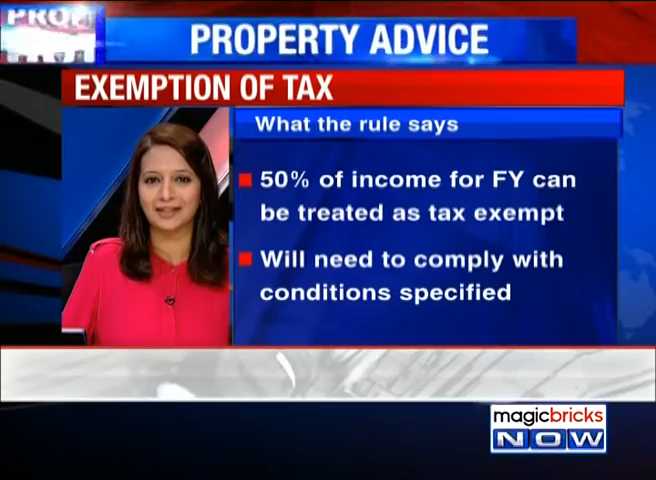 PROPERTY ADVICE
EXEMPTION OF TAX
What the rule says
50% of income for FY can
be treated as tax exempt
Will need to comply with
conditions specified
magicbricks
NOW